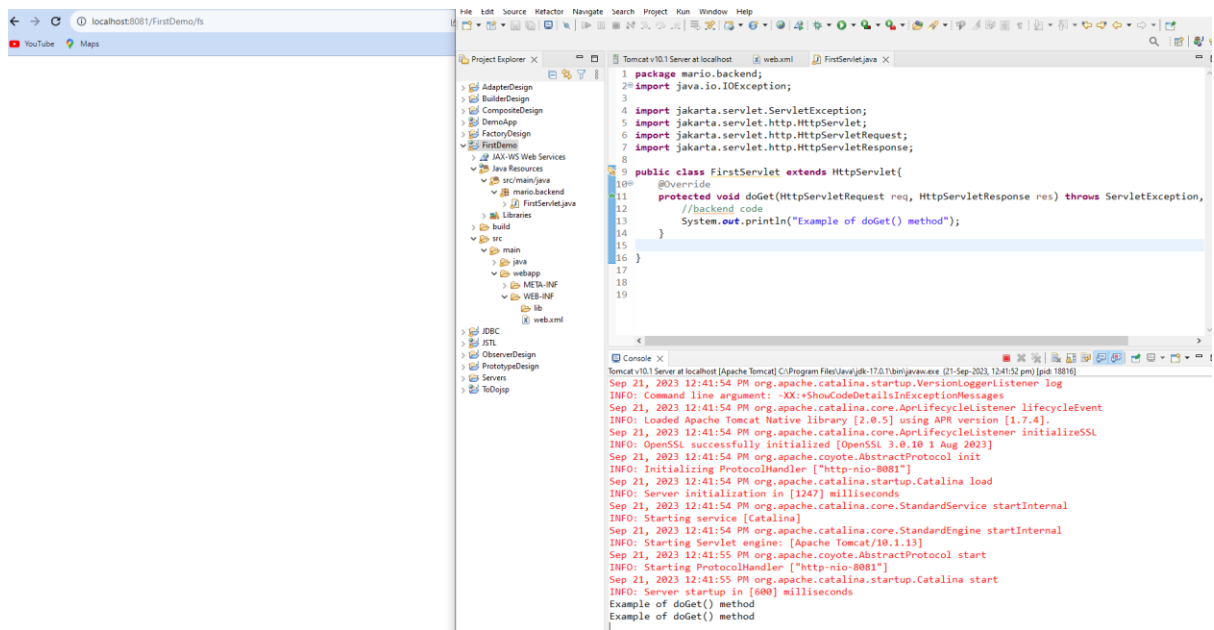 localhost:8081/FirstDemo/fs
YouTube Maps
File Edit Source Refactor Navigate Search Project Run Window Help
Project Explorer
AdapterDesign
BuilderDesign
CompositeDesign
DemoApp
FactoryDesign
FirstDemo
JAX-WS Web Services
Java Resources
src/main/java
mario.backend
FirstServlet.java
Libraries
build
src
main
java
webapp
META-INF
WEB-INF
lib
web.xml
JDBC
JSTL
ObserverDesign
PrototypeDesign
Servers
ToDojsp
Tomcat v10.1 Server at localhost web.xml FirstServlet.java
1 package mario.backend;
2 import java.io.IOException;
3
4 import jakarta.servlet.ServletException;
5 import jakarta.servlet.http.HttpServlet;
6 import jakarta.servlet.http.HttpServletRequest;
7 import jakarta.servlet.http.HttpServletResponse;
8
9 public class FirstServlet extends HttpServlet{
10 @Override
11 protected void doGet(HttpServletRequest req, HttpServletResponse res) throws ServletException,
12 //backend code
13 System.out.println("Example of doGet() method");
14 }
15
16 }
17
18
19
Console
Tomcat v10.1 Server at localhost [Apache Tomcat] C:\Program Files\Java\jdk-17.0.1\bin\javaw.exe (21-Sep-2023, 12:41:52 pm) [pid: 18816]
Sep 21, 2023 12:41:54 PM org.apache.catalina.startup.VersionLoggerListener log
INFO: Command line argument: -XX:+ShowCodeDetailsInExceptionMessages
Sep 21, 2023 12:41:54 PM org.apache.catalina.core.AprLifecycleListener lifecycleEvent
INFO: Loaded Apache Tomcat Native library [2.0.5] using APR version [1.7.4].
Sep 21, 2023 12:41:54 PM org.apache.catalina.core.AprLifecycleListener initializeSSL
INFO: OpenSSL successfully initialized [OpenSSL 3.0.10 1 Aug 2023]
Sep 21, 2023 12:41:54 PM org.apache.coyote.AbstractProtocol init
INFO: Initializing ProtocolHandler ["http-nio-8081"]
Sep 21, 2023 12:41:54 PM org.apache.catalina.startup.Catalina load
INFO: Server initialization in [1247] milliseconds
Sep 21, 2023 12:41:54 PM org.apache.catalina.core.StandardService startInternal
INFO: Starting service [Catalina]
Sep 21, 2023 12:41:54 PM org.apache.catalina.core.StandardEngine startInternal
INFO: Starting Servlet engine: [Apache Tomcat/10.1.13]
Sep 21, 2023 12:41:55 PM org.apache.coyote.AbstractProtocol start
INFO: Starting ProtocolHandler ["http-nio-8081"]
Sep 21, 2023 12:41:55 PM org.apache.catalina.startup.Catalina start
INFO: Server startup in [600] milliseconds
Example of doGet() method
Example of doGet() method